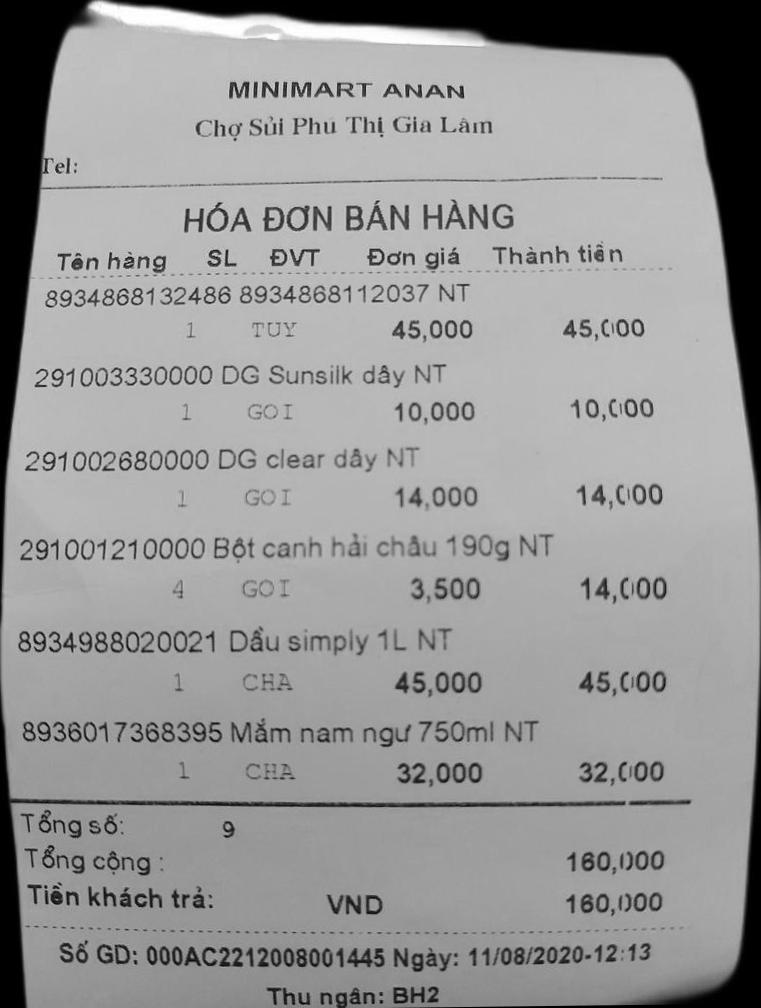 MINIMART ANAN
Chợ Sủi Phú Thị Gia Lâm
Tel:
HÓA ĐƠN BÁN HÀNG
Tên hàng SL ĐVT Đơn giá Thành tiền
8934868132486 8934868112037 NT
1 TUY 45,000 45,000
291003330000 DG Sunsilk dây NT
1 GOI 10,000 10,000
291002680000 DG clear dây NT
1 GOI 14,000 14,000
291001210000 Bột canh hải châu 190g NT
4 GOI 3,500 14,000
8934988020021 Dầu simply 1L NT
1 CHA 45,000 45,000
8936017368395 Mắm nam ngư 750ml NT
1 CHA 32,000 32,000
Tổng số: 9
Tổng cộng : 160,000
Tiền khách trả: VND 160,000
Số GD: 000AC2212008001445 Ngày: 11/08/2020-12:13
Thu ngân: BH2